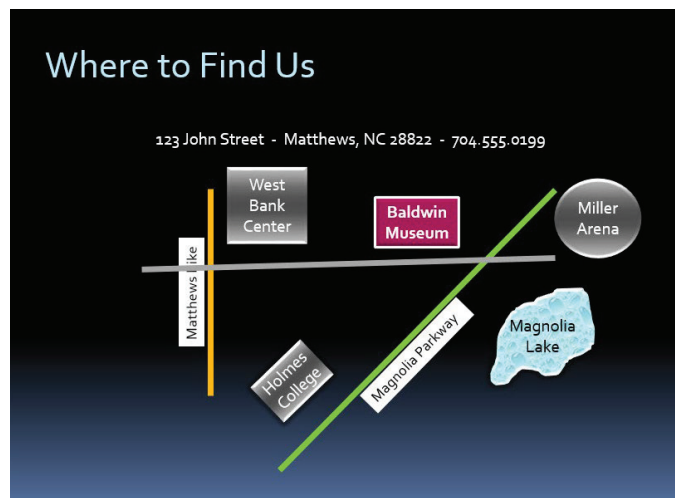 Where to Find Us
123 John Street - Matthews, NC 28822 - 704.555.0199
West
Bank
Center
Baldwin
Museum
Miller
Arena
Matthews
Magnolia Parkway
Magnolia
Lake
Holmes
College